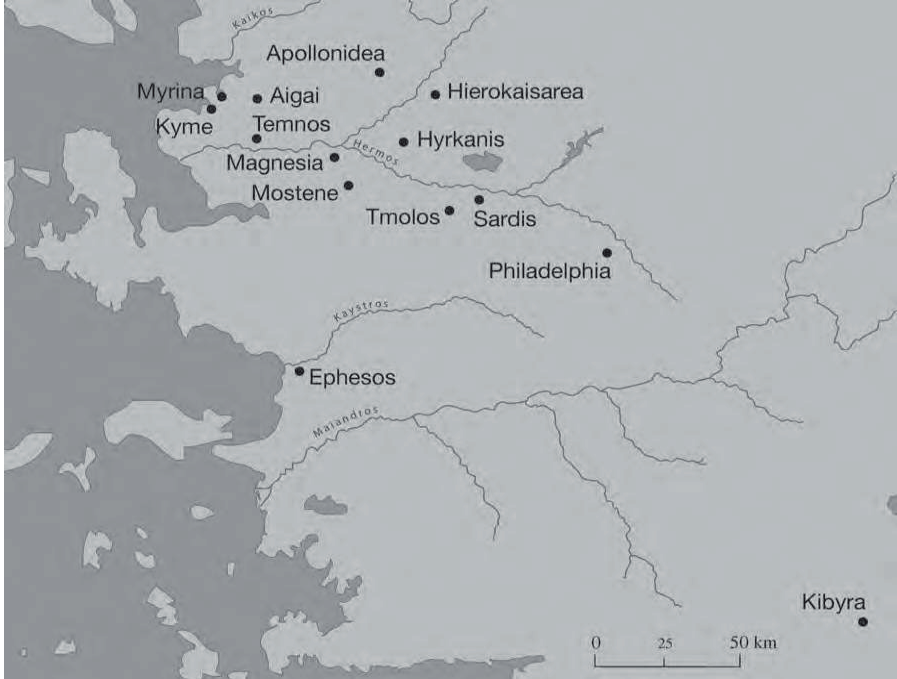 Kaikos
Apollonidea
Myrina
Aigai
Hierokaisarea
Kyme
Temnos
Hermos
Hyrkanis
Magnesia
Mostene
Tmolos
Sardis
Philadelphia
Kaystros
Ephesos
Maiandros
Kibyra
0 25 50 km